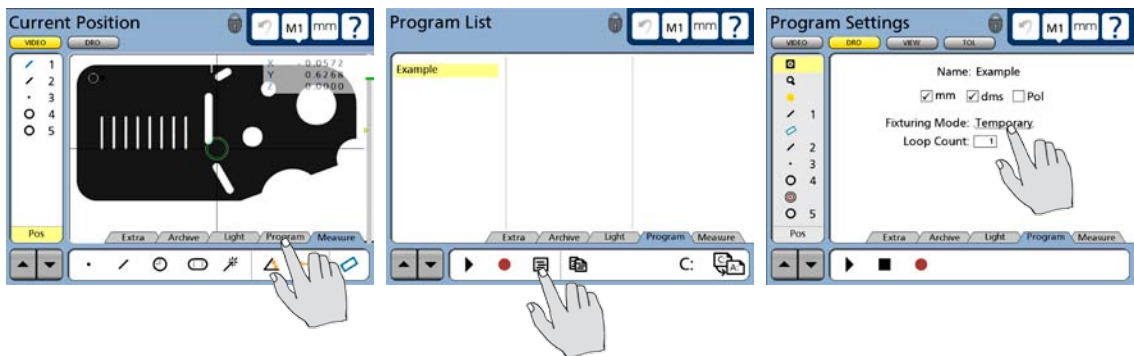 Current Position
M1
mm
?
VIDEO
DRO
1
2
3
4
5
Pos
X - 0.0572
Y 0.6268
Z 0.0000
Extra
Archive
Light
Program
Measure
Program List
M1
mm
?
Example
Extra
Archive
Light
Program
Measure
C:
C:
A:
Program Settings
M1
mm
?
VIDEO
DRO
VIEW
TOL
1
2
3
4
5
Pos
Name: Example
mm
dms
Pol
Fixturing Mode: Temporary
Loop Count: 1
Extra
Archive
Light
Program
Measure